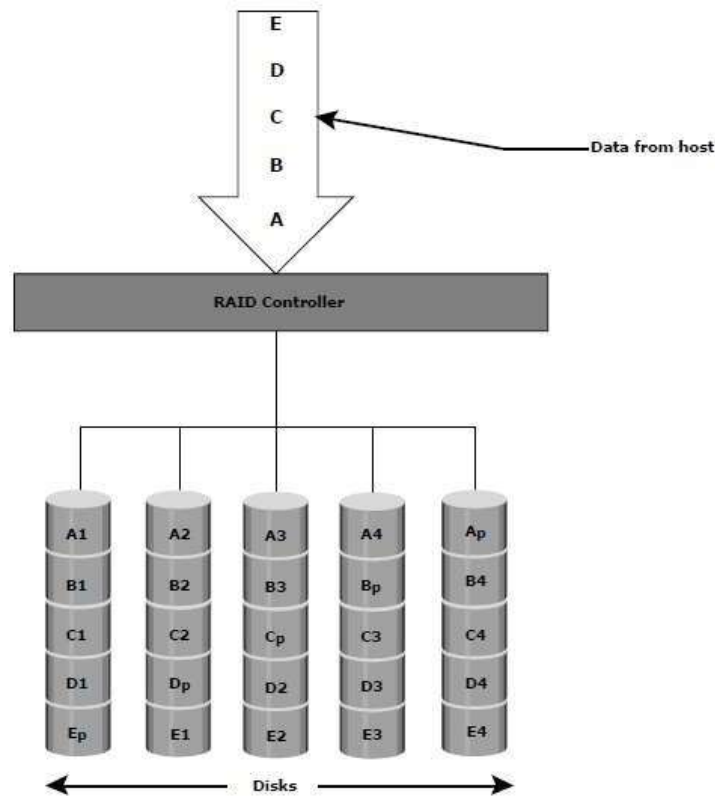 E
D
C
Data from host
B
A
RAID Controller
A1 A2 A3 A4 Ap
B1 B2 B3 Bp B4
C1 C2 Cp C3 C4
D1 Dp D2 D3 D4
Ep E1 E2 E3 E4
Disks